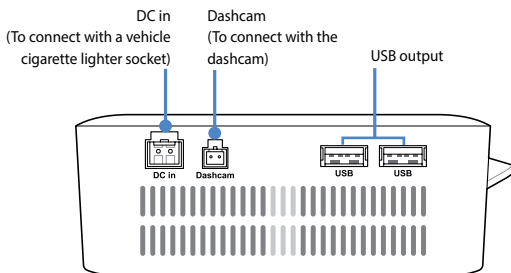 DC in
(To connect with a vehicle
cigarette lighter socket)
Dashcam
(To connect with the
dashcam)
USB output
DC in
Dashcam
USB
USB